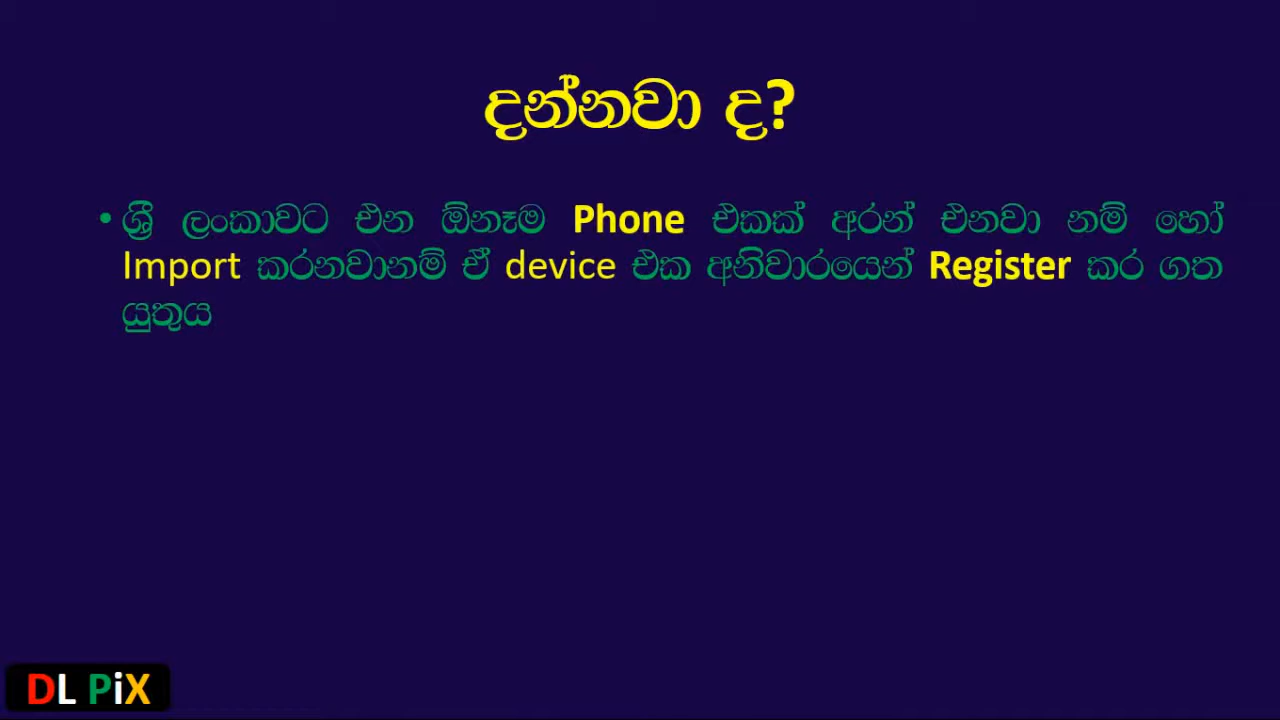 දන්නවා ද?
• ශ්‍රී ලංකාවට එන ඕනෑම Phone එකක් අරන් එනවා නම් හෝ
Import කරනවානම් ඒ device එක අනිවාරයෙන් Register කර ගත
යුතුය
DL PiX